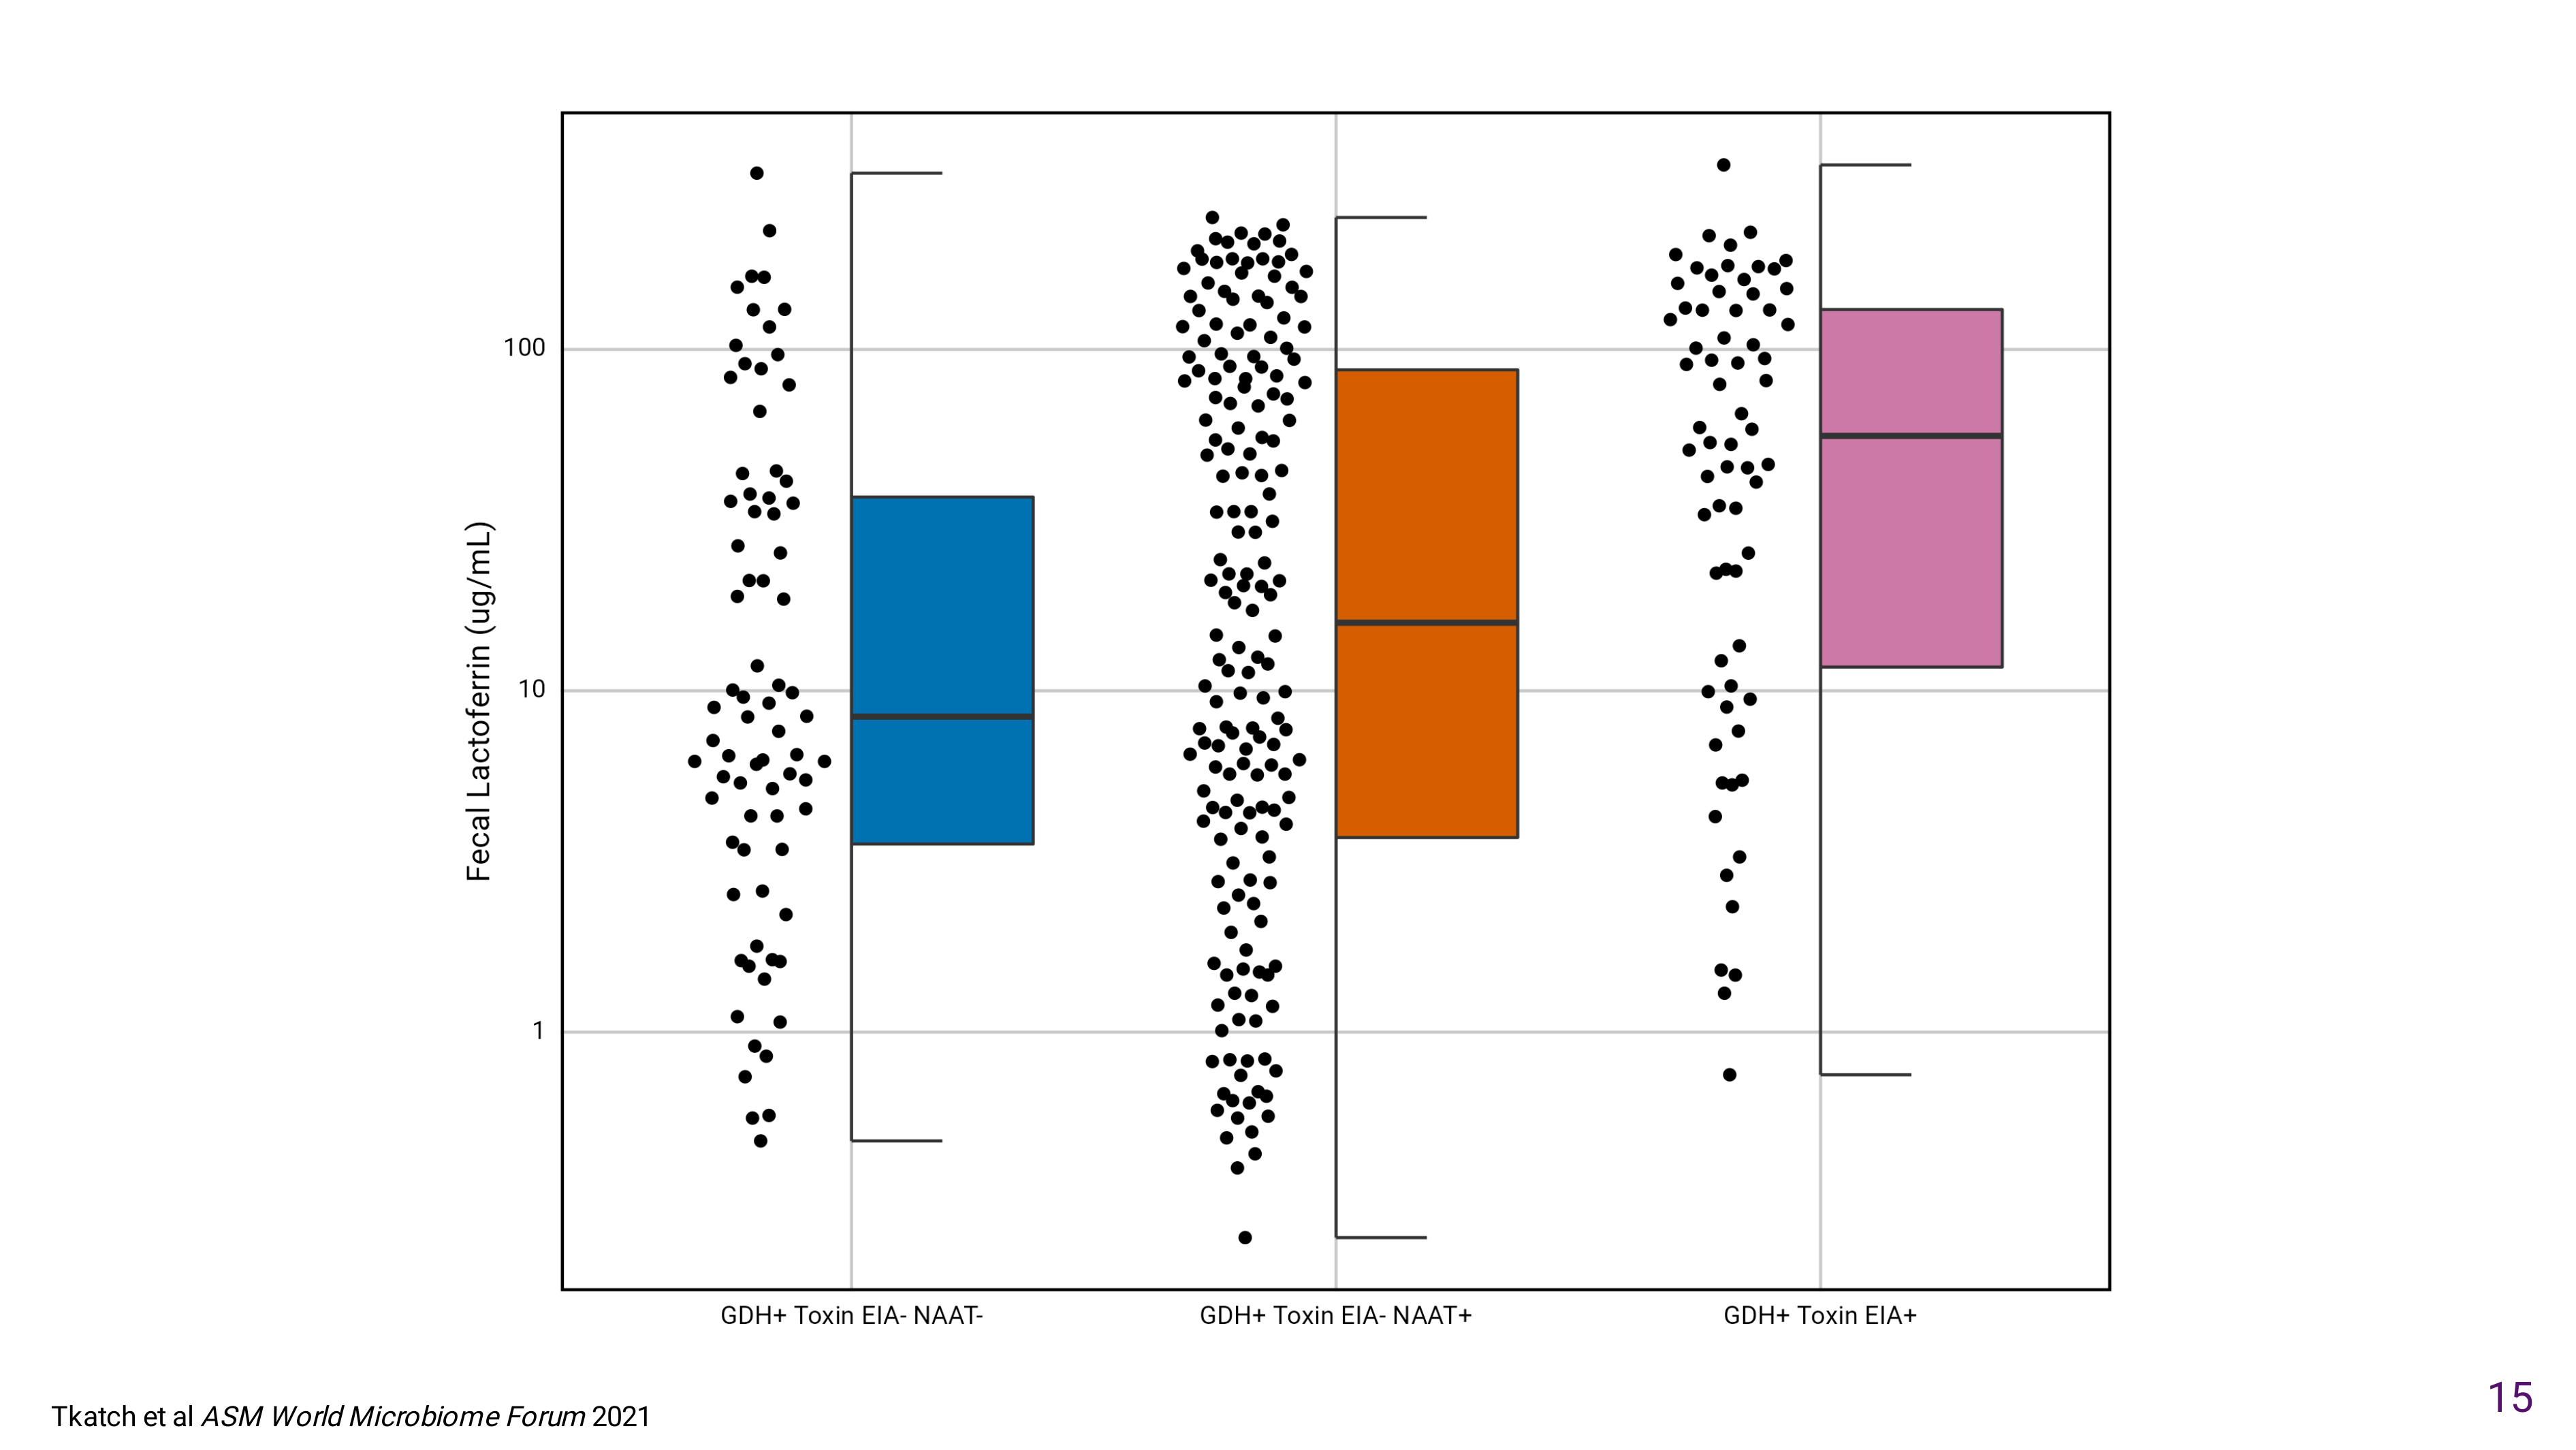 Fecal Lactoferrin (ug/mL)
100
10
1
GDH+ Toxin EIA- NAAT-
GDH+ Toxin EIA- NAAT+
GDH+ Toxin EIA+
Tkatch et al ASM World Microbiome Forum 2021
15